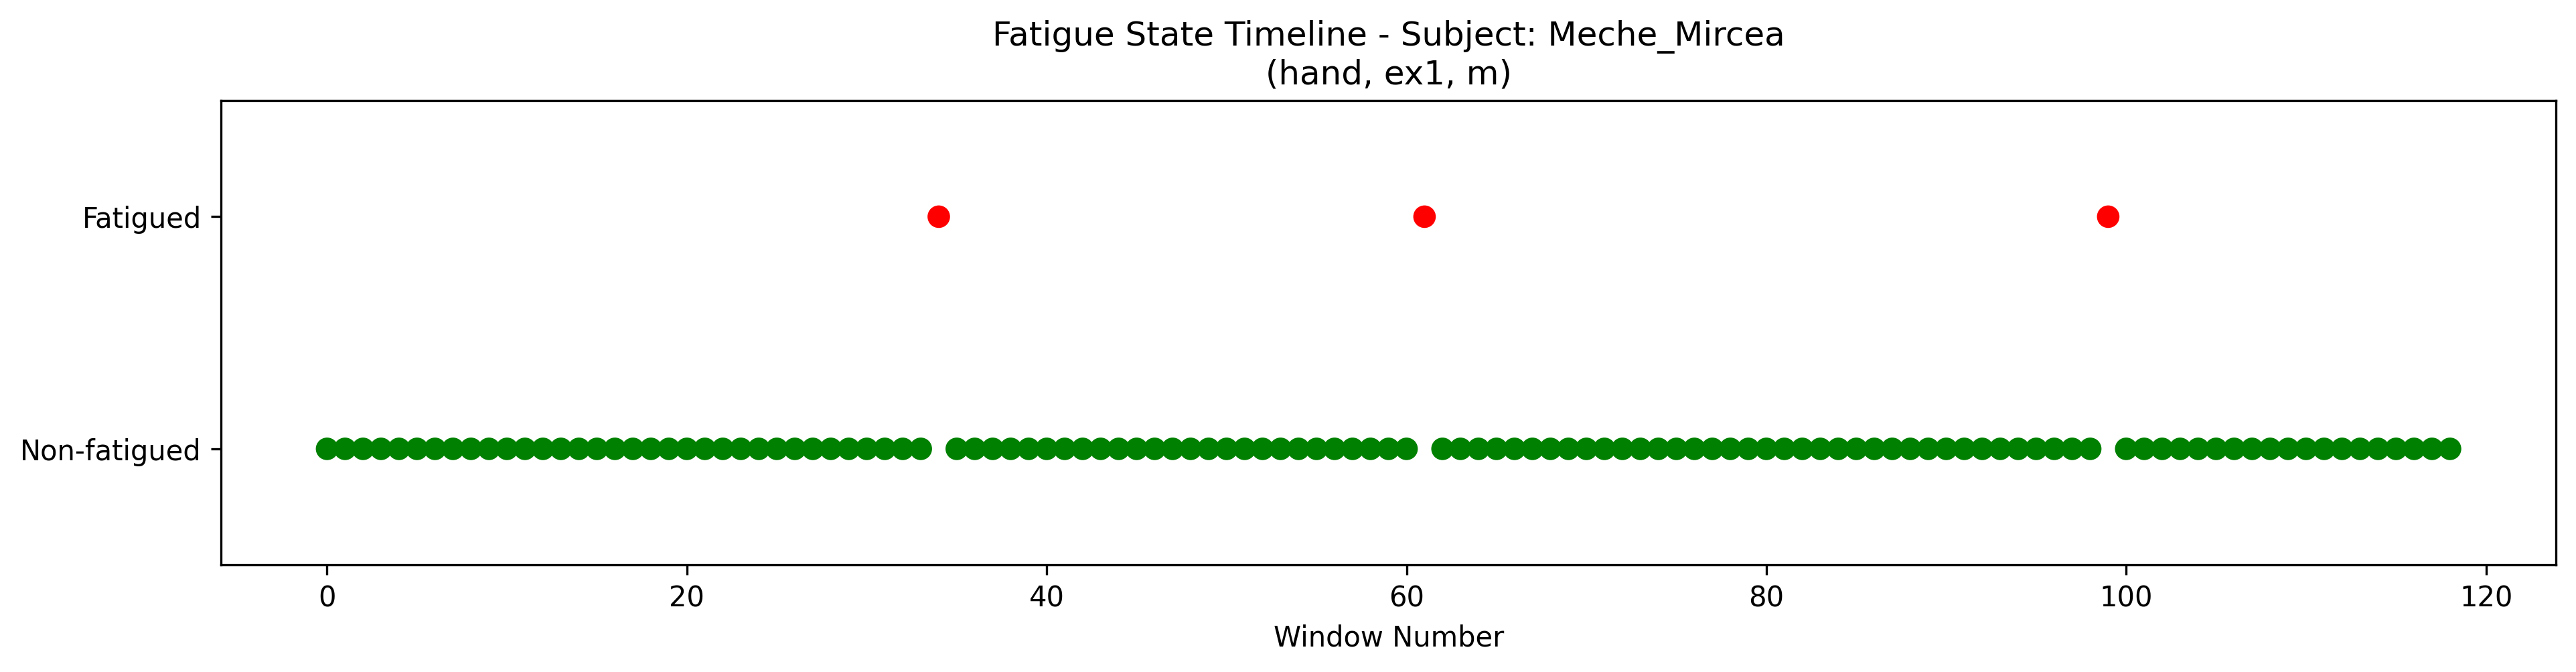 Fatigue State Timeline - Subject: Meche_Mircea
(hand, ex1, m)
Fatigued
Non-fatigued
0 20 40 60 80 100 120
Window Number